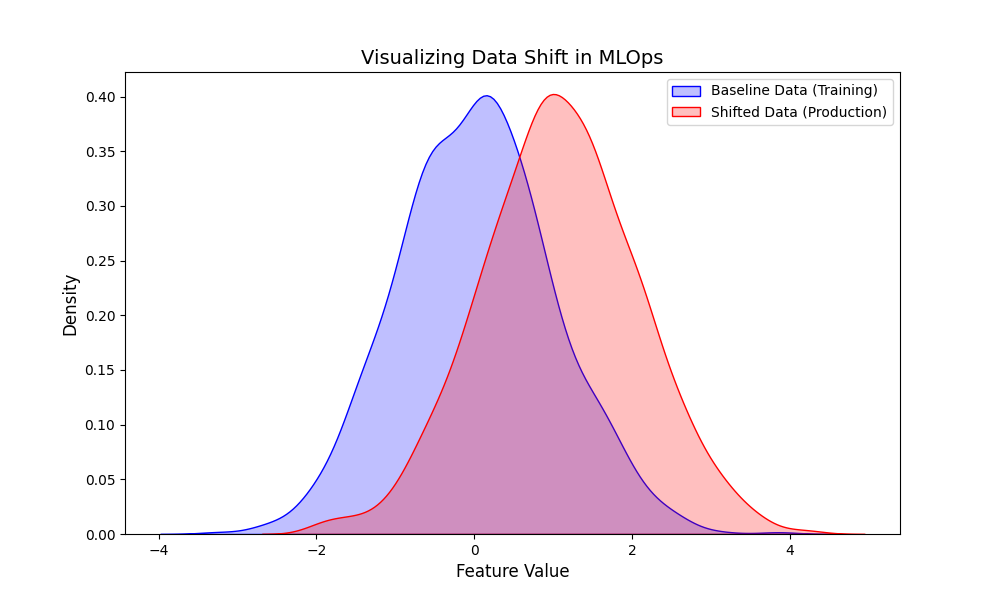 Visualizing Data Shift in MLOps
Baseline Data (Training)
Shifted Data (Production)
0.40
0.35
0.30
0.25
0.20
0.15
0.10
0.05
0.00
Density
−4
−2
0
2
4
Feature Value